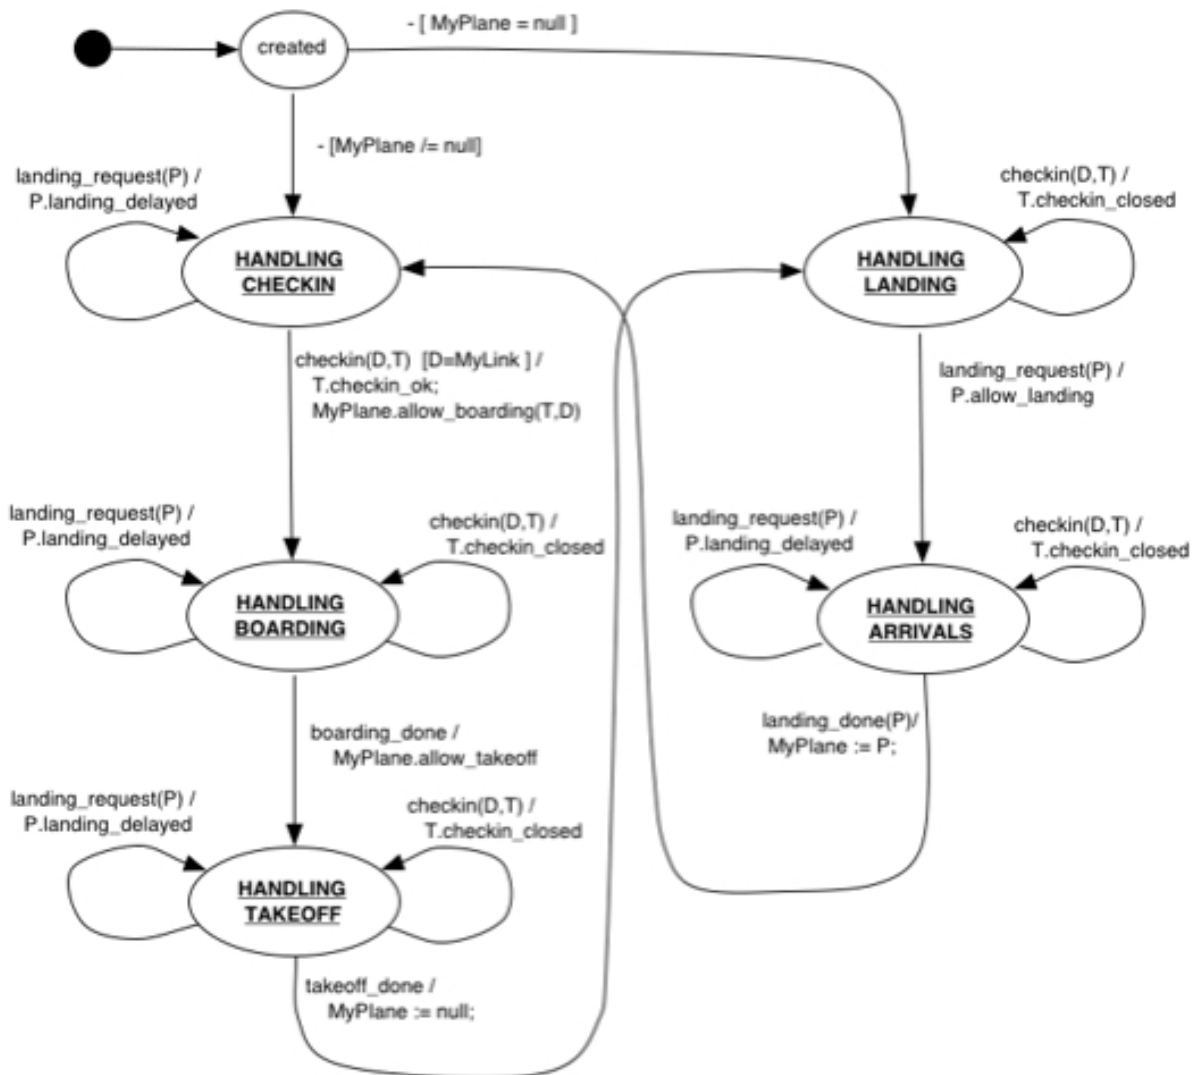 - [ MyPlane = null ]
created
- [MyPlane /= null]
landing_request(P) /
P.landing_delayed
checkin(D,T) /
T.checkin_closed
HANDLING
CHECKIN
HANDLING
LANDING
checkin(D,T) [D=MyLink ] /
T.checkin_ok;
MyPlane.allow_boarding(T,D)
landing_request(P) /
P.allow_landing
landing_request(P) /
P.landing_delayed
checkin(D,T) /
T.checkin_closed
landing_request(P) /
P.landing_delayed
checkin(D,T) /
T.checkin_closed
HANDLING
BOARDING
HANDLING
ARRIVALS
boarding_done /
MyPlane.allow_takeoff
landing_done(P)/
MyPlane := P;
landing_request(P) /
P.landing_delayed
checkin(D,T) /
T.checkin_closed
HANDLING
TAKEOFF
takeoff_done /
MyPlane := null;